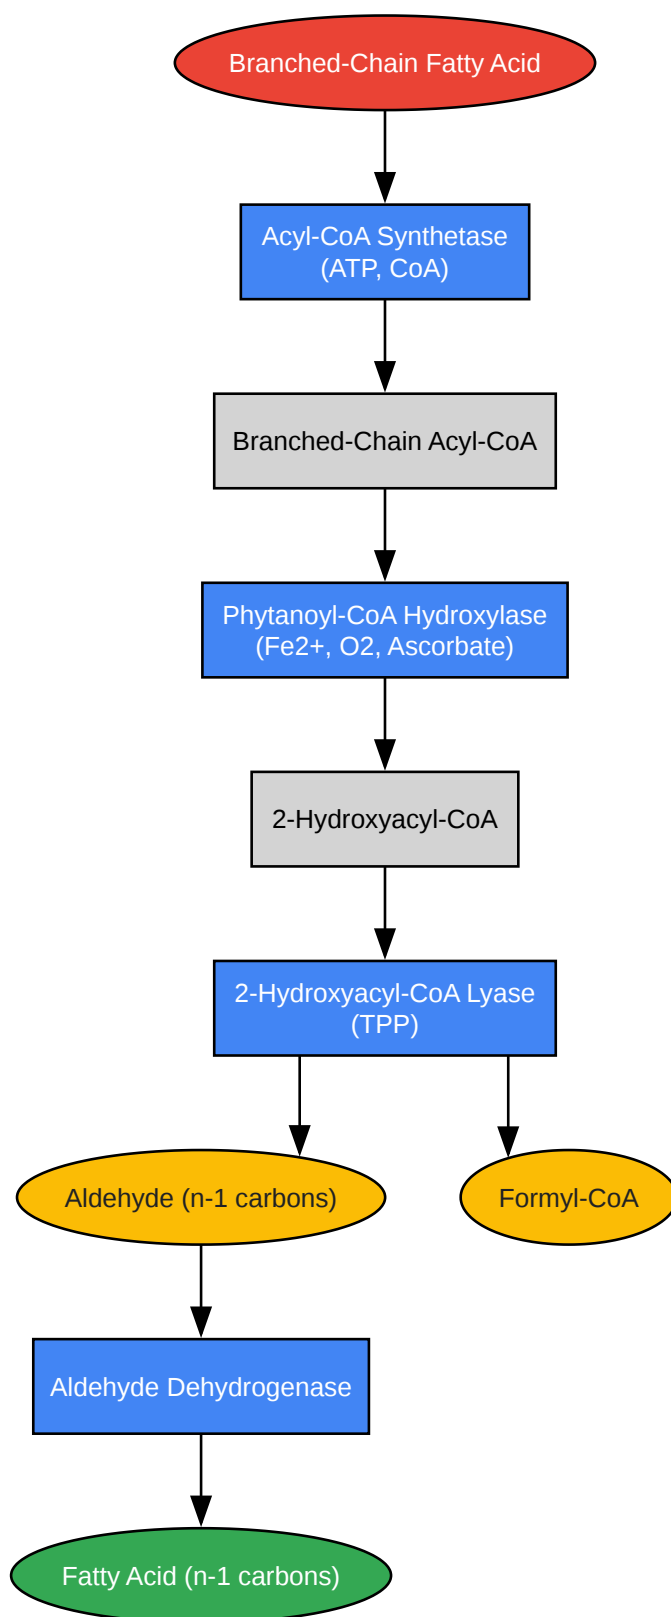 Branched-Chain Fatty Acid
Acyl-CoA Synthetase
(ATP, CoA)
Branched-Chain Acyl-CoA
Phytanoyl-CoA Hydroxylase
(Fe2+, O2, Ascorbate)
2-Hydroxyacyl-CoA
2-Hydroxyacyl-CoA Lyase
(TPP)
Aldehyde (n-1 carbons)
Formyl-CoA
Aldehyde Dehydrogenase
Fatty Acid (n-1 carbons)